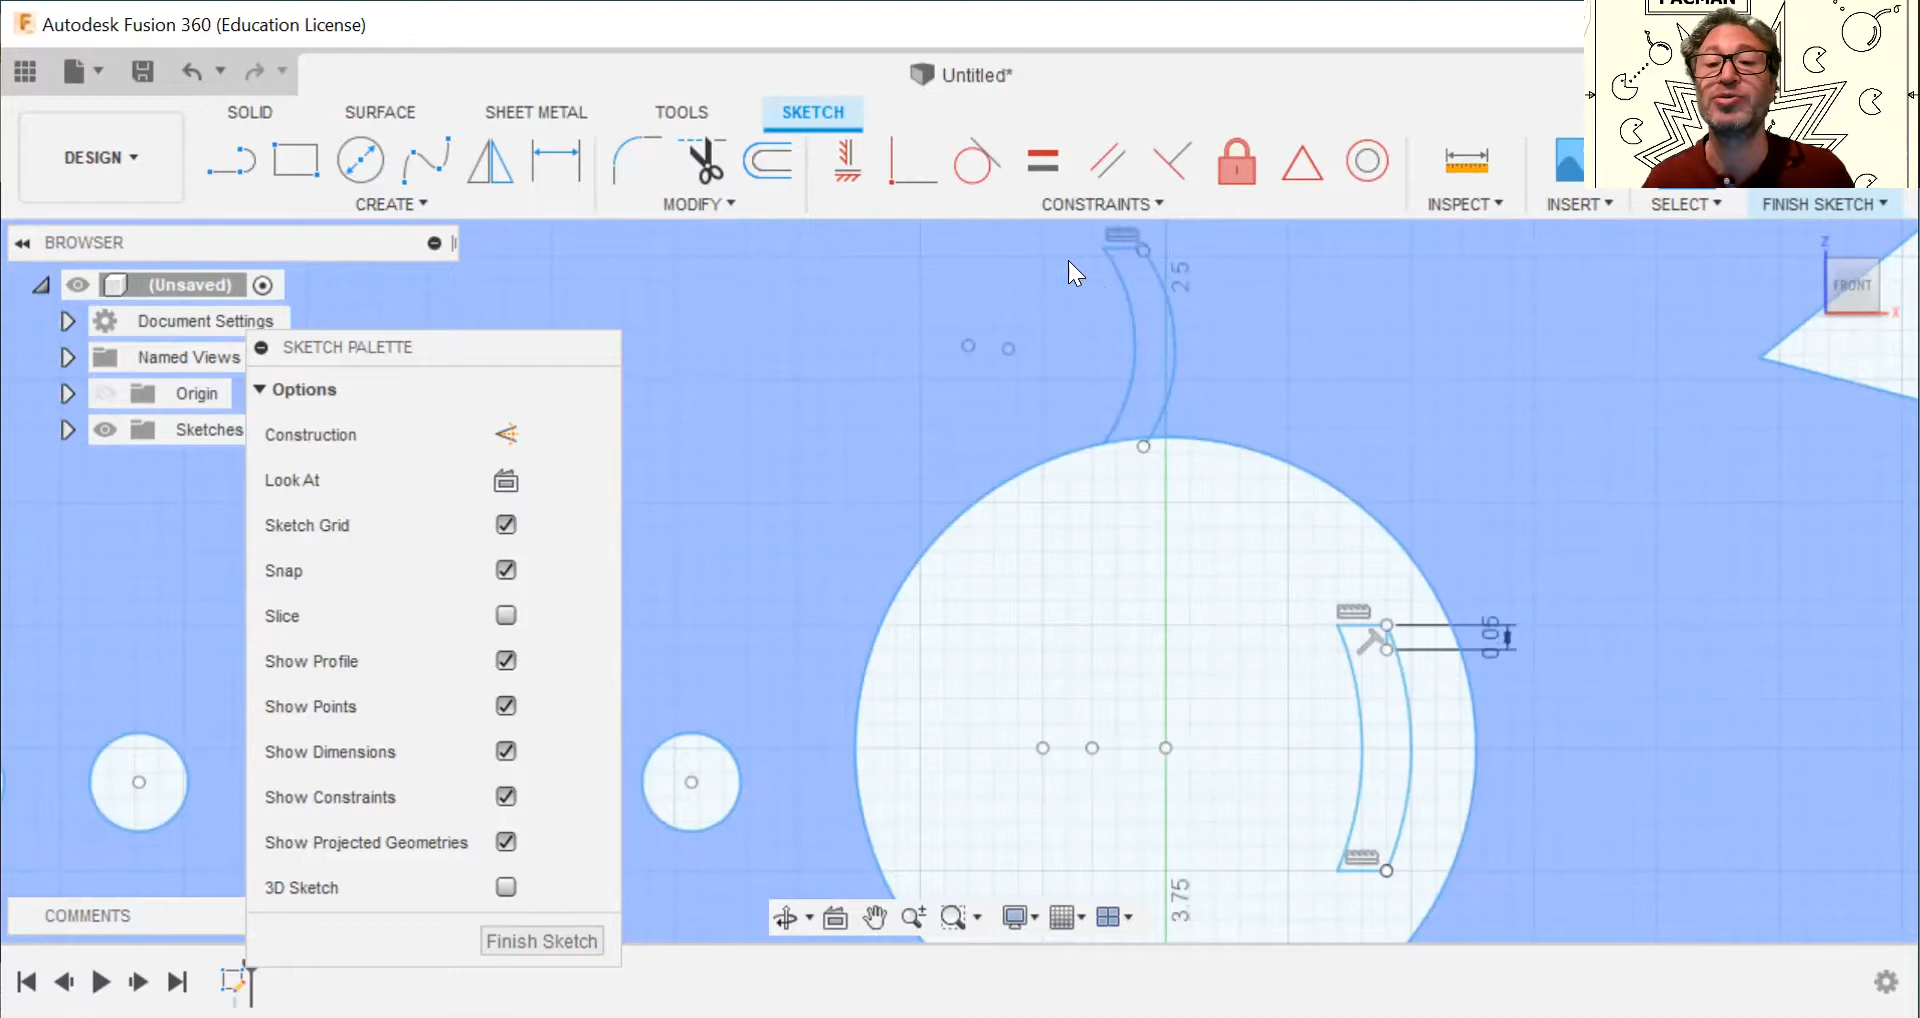 Autodesk Fusion 360 (Education License)
PACMAN
Untitled*
SOLID
SURFACE
SHEET METAL
TOOLS
SKETCH
DESIGN
CREATE
MODIFY
CONSTRAINTS
INSPECT
INSERT
SELECT
FINISH SKETCH
BROWSER
(Unsaved)
Document Settings
Named Views
Origin
Sketches
SKETCH PALETTE
Options
Construction
Look At
Sketch Grid
Snap
Slice
Show Profile
Show Points
Show Dimensions
Show Constraints
Show Projected Geometries
3D Sketch
Finish Sketch
COMMENTS
2.5
0.05
3.75
Z
FRONT
X